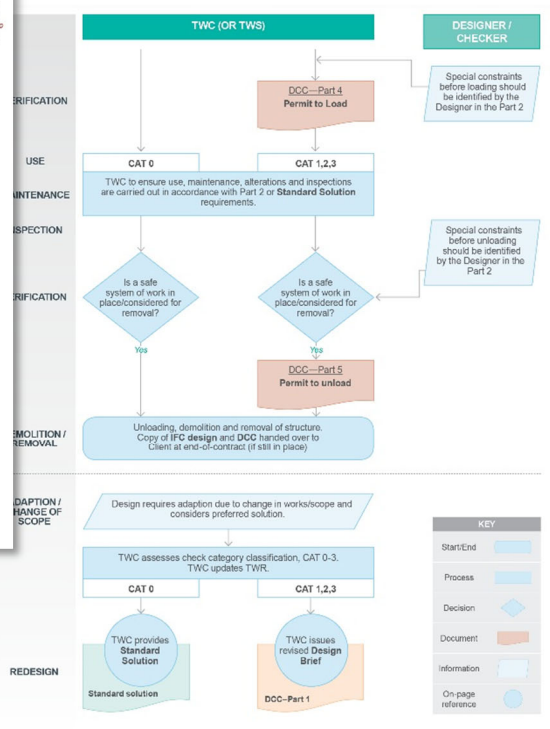 TWC (OR TWS)
DESIGNER /
CHECKER
DCC—Part 4
Permit to Load
Special constraints
before loading should
be identified by the
Designer in the Part 2
ERIFICATION
USE
CAT 0
CAT 1,2,3
AINTENANCE
TWC to ensure use, maintenance, alterations and inspections
are carried out in accordance with Part 2 or Standard Solution
requirements.
NSPECTION
Special constraints
before unloading
should be identified
by the Designer in the
Part 2
ERIFICATION
Is a safe
system of work in
place/considered for
removal?
Is a safe
system of work in
place/considered for
removal?
Yes
Yes
DCC—Part 5
Permit to unload
EMOLITION /
REMOVAL
Unloading, demolition and removal of structure.
Copy of IFC design and DCC handed over to
Client at end-of-contract (if still in place)
DAPTION /
HANGE OF
SCOPE
Design requires adaption due to change in works/scope and
considers preferred solution.
TWC assesses check category classification, CAT 0-3.
TWC updates TWR.
CAT 0
CAT 1,2,3
REDESIGN
TWC provides
Standard
Solution
Standard solution
TWC issues
revised Design
Brief
DCC–Part 1
KEY
Start/End
Process
Decision
Document
Information
On-page
reference